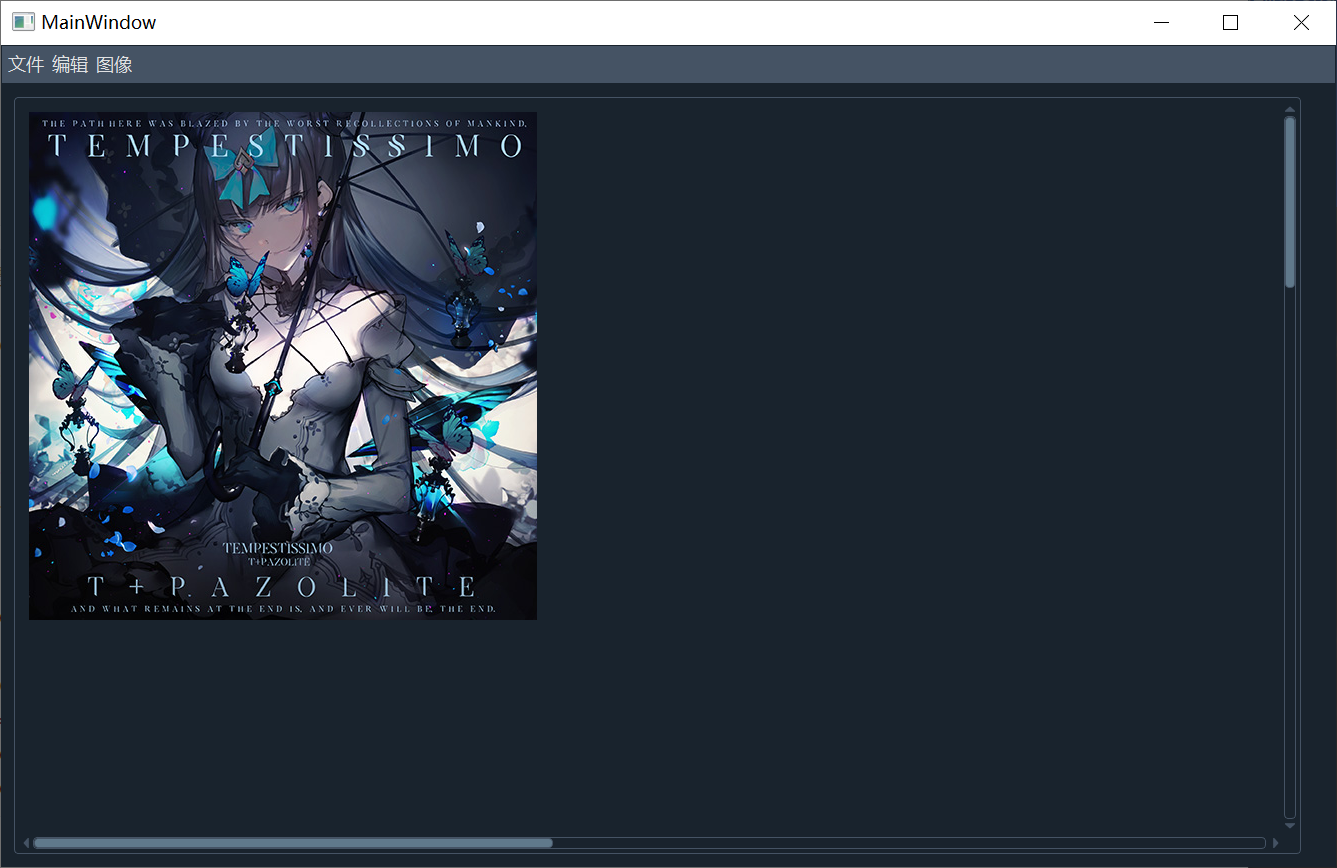 MainWindow
文件 编辑 图像
THE PATH HERE WAS BLAZED BY THE WORST RECOLLECTIONS OF MANKIND.
TEMPESTISSIMO
TEMPESTISSIMO
T+PAZOLITE
T+PAZOLITE
AND WHAT REMAINS AT THE END IS, AND EVER WILL BE, THE END.